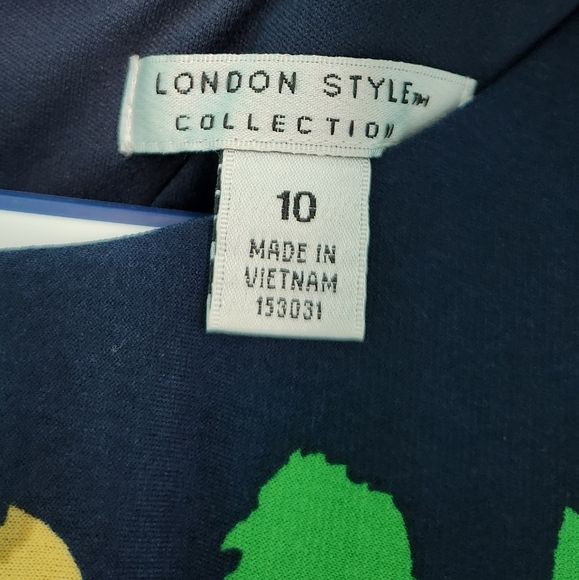 LONDON STYLE™
COLLECTION
10
MADE IN
VIETNAM
153031